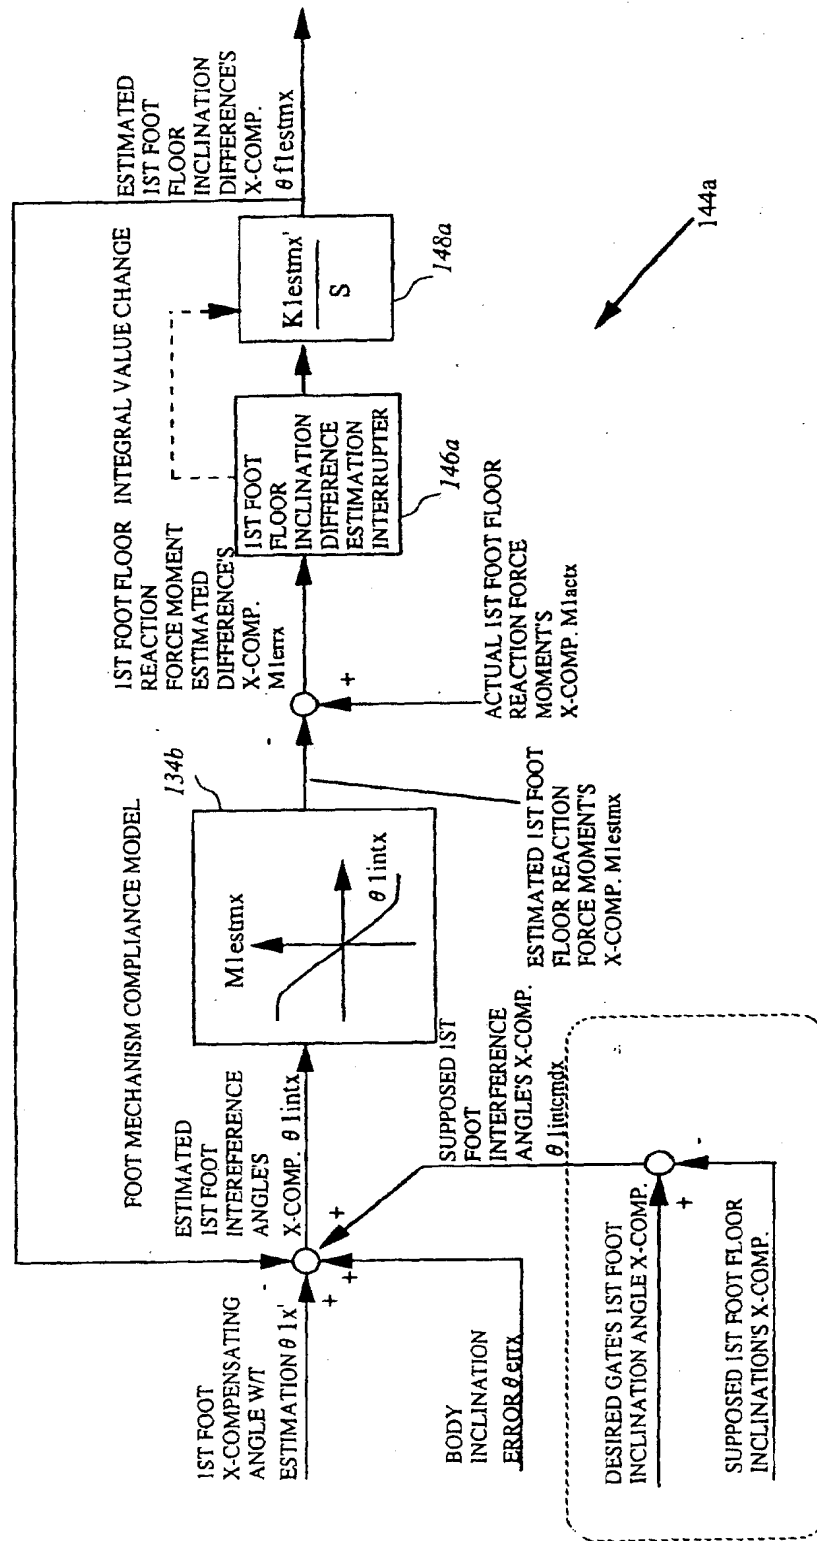 ESTIMATED
1ST FOOT
FLOOR
INCLINATION
DIFFERENCE'S
X-COMP.
θ f1estmx
1ST FOOT FLOOR
REACTION
FORCE MOMENT
ESTIMATED
DIFFERENCE'S
X-COMP.
M1errx
INTEGRAL VALUE CHANGE
K1estmx'
S
148a
1ST FOOT
FLOOR
INCLINATION
DIFFERENCE
ESTIMATION
INTERRUPTER
146a
144a
-
+
ACTUAL 1ST FOOT FLOOR
REACTION FORCE
MOMENT'S
X-COMP. M1actx
FOOT MECHANISM COMPLIANCE MODEL
134b
M1estmx
θ 1intx
ESTIMATED 1ST FOOT
FLOOR REACTION
FORCE MOMENT'S
X-COMP. M1estmx
ESTIMATED
1ST FOOT
INTEREFERENCE
ANGLE'S
X-COMP. θ 1intx
SUPPOSED 1ST
FOOT
INTERFERENCE
ANGLE'S X-COMP.
θ 1intcmdx
1ST FOOT
X-COMPENSATING
ANGLE W/T
ESTIMATION θ 1x'
-
+
+
+
BODY
INCLINATION
ERROR θ errx
DESIRED GATE'S 1ST FOOT
INCLINATION ANGLE X-COMP.
+
-
SUPPOSED 1ST FOOT FLOOR
INCLINATION'S X-COMP.